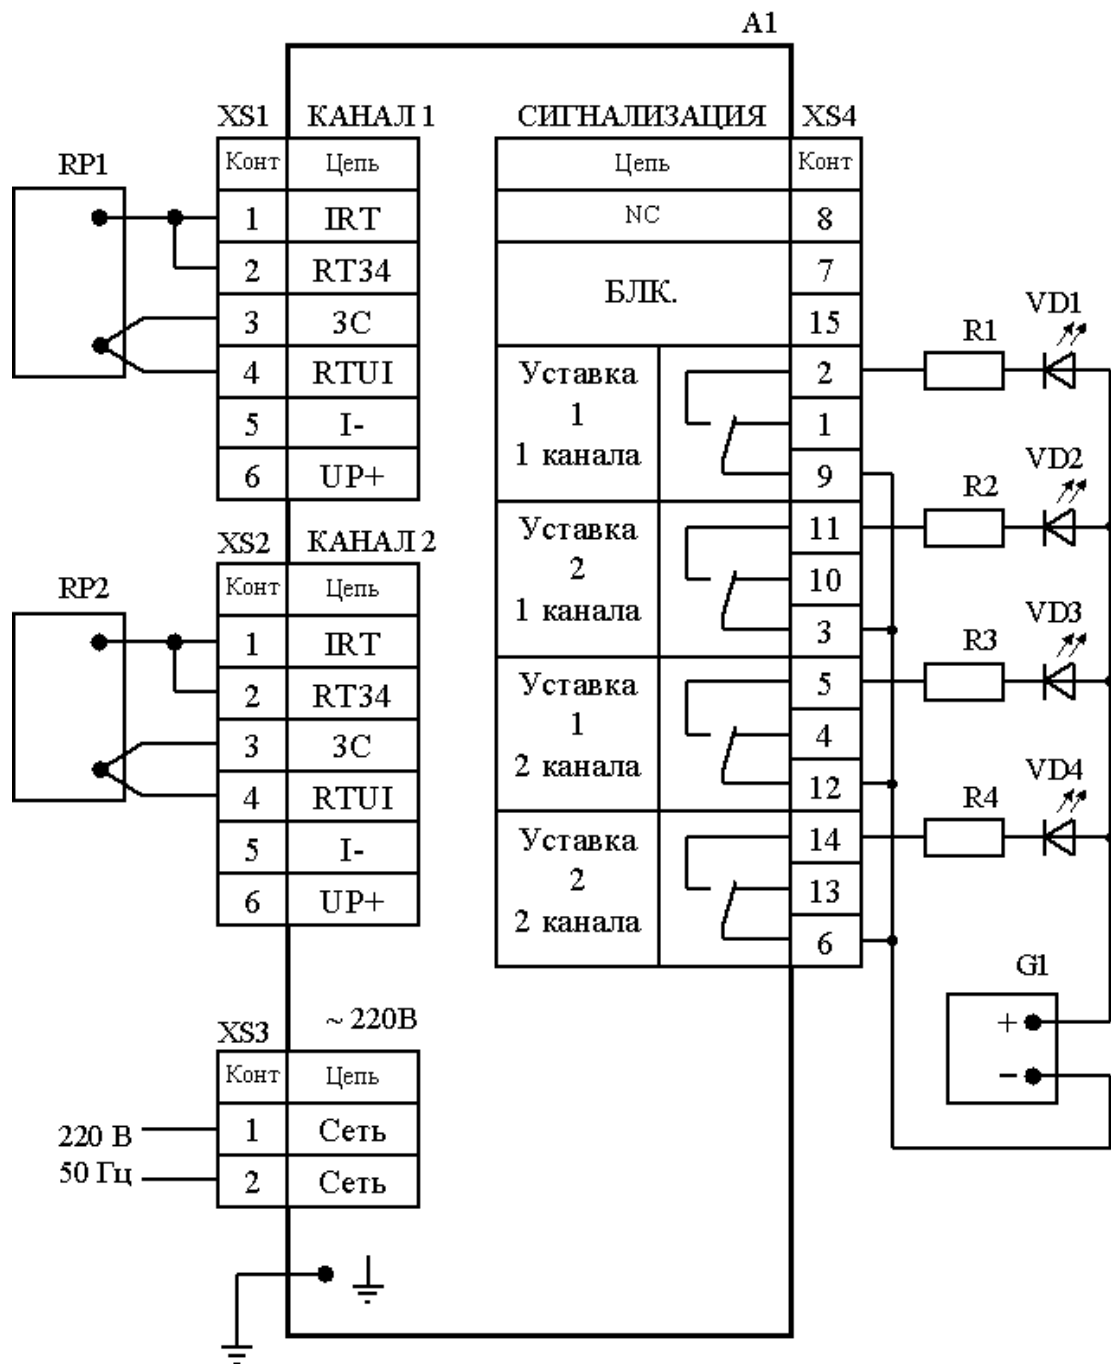 A1
XS1 КАНАЛ 1
Конт Цепь
1 IRT
2 RT34
3 3C
4 RTUI
5 I-
6 UP+
RP1
XS2 КАНАЛ 2
Конт Цепь
1 IRT
2 RT34
3 3C
4 RTUI
5 I-
6 UP+
RP2
XS3 ~ 220В
Конт Цепь
1 Сеть
2 Сеть
220 В
50 Гц
СИГНАЛИЗАЦИЯ XS4
Цепь Конт
NC 8
БЛК. 7
15
Уставка 2
1 1
1 канала 9
Уставка 11
2 10
1 канала 3
Уставка 5
1 4
2 канала 12
Уставка 14
2 13
2 канала 6
R1 VD1
R2 VD2
R3 VD3
R4 VD4
G1
+
−